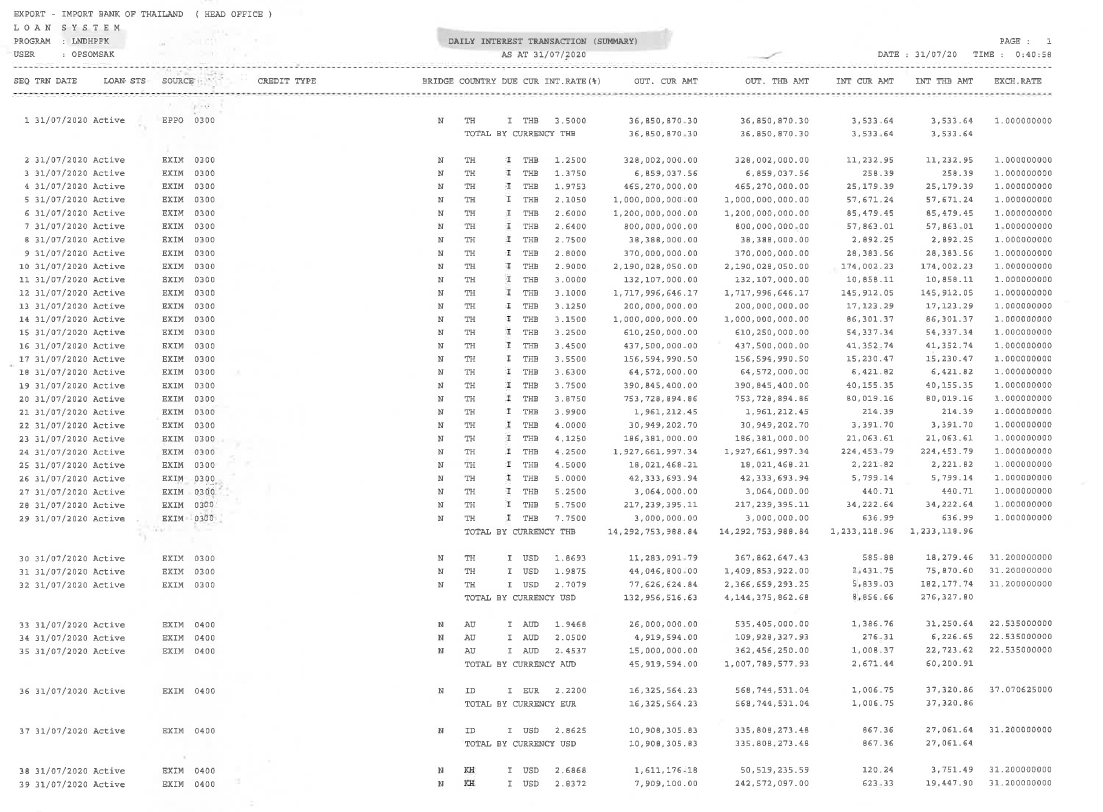 EXPORT - IMPORT BANK OF THAILAND ( HEAD OFFICE )
L O A N S Y S T E M
PROGRAM : LNDHPPK DAILY INTEREST TRANSACTION (SUMMARY) PAGE : 1
USER : OPSOMSAK AS AT 31/07/2020 DATE : 31/07/20 TIME : 0:40:58
SEQ TRN DATE LOAN STS SOURCE CREDIT TYPE BRIDGE COUNTRY DUE CUR INT.RATE(%) OUT. CUR AMT OUT. THB AMT INT CUR AMT INT THB AMT EXCH.RATE
1 31/07/2020 Active EPPO 0300 N TH I THB 3.5000 36,850,870.30 36,850,870.30 3,533.64 3,533.64 1.000000000
TOTAL BY CURRENCY THB 36,850,870.30 36,850,870.30 3,533.64 3,533.64
2 31/07/2020 Active EXIM 0300 N TH I THB 1.2500 328,002,000.00 328,002,000.00 11,232.95 11,232.95 1.000000000
3 31/07/2020 Active EXIM 0300 N TH I THB 1.3750 6,859,037.56 6,859,037.56 258.39 258.39 1.000000000
4 31/07/2020 Active EXIM 0300 N TH I THB 1.9753 465,270,000.00 465,270,000.00 25,179.39 25,179.39 1.000000000
5 31/07/2020 Active EXIM 0300 N TH I THB 2.1050 1,000,000,000.00 1,000,000,000.00 57,671.24 57,671.24 1.000000000
6 31/07/2020 Active EXIM 0300 N TH I THB 2.6000 1,200,000,000.00 1,200,000,000.00 85,479.45 85,479.45 1.000000000
7 31/07/2020 Active EXIM 0300 N TH I THB 2.6400 800,000,000.00 800,000,000.00 57,863.01 57,863.01 1.000000000
8 31/07/2020 Active EXIM 0300 N TH I THB 2.7500 38,388,000.00 38,388,000.00 2,892.25 2,892.25 1.000000000
9 31/07/2020 Active EXIM 0300 N TH I THB 2.8000 370,000,000.00 370,000,000.00 28,383.56 28,383.56 1.000000000
10 31/07/2020 Active EXIM 0300 N TH I THB 2.9000 2,190,028,050.00 2,190,028,050.00 174,002.23 174,002.23 1.000000000
11 31/07/2020 Active EXIM 0300 N TH I THB 3.0000 132,107,000.00 132,107,000.00 10,858.11 10,858.11 1.000000000
12 31/07/2020 Active EXIM 0300 N TH I THB 3.1000 1,717,996,646.17 1,717,996,646.17 145,912.05 145,912.05 1.000000000
13 31/07/2020 Active EXIM 0300 N TH I THB 3.1250 200,000,000.00 200,000,000.00 17,123.29 17,123.29 1.000000000
14 31/07/2020 Active EXIM 0300 N TH I THB 3.1500 1,000,000,000.00 1,000,000,000.00 86,301.37 86,301.37 1.000000000
15 31/07/2020 Active EXIM 0300 N TH I THB 3.2500 610,250,000.00 610,250,000.00 54,337.34 54,337.34 1.000000000
16 31/07/2020 Active EXIM 0300 N TH I THB 3.4500 437,500,000.00 437,500,000.00 41,352.74 41,352.74 1.000000000
17 31/07/2020 Active EXIM 0300 N TH I THB 3.5500 156,594,990.50 156,594,990.50 15,230.47 15,230.47 1.000000000
18 31/07/2020 Active EXIM 0300 N TH I THB 3.6300 64,572,000.00 64,572,000.00 6,421.82 6,421.82 1.000000000
19 31/07/2020 Active EXIM 0300 N TH I THB 3.7500 390,845,400.00 390,845,400.00 40,155.35 40,155.35 1.000000000
20 31/07/2020 Active EXIM 0300 N TH I THB 3.8750 753,728,894.86 753,728,894.86 80,019.16 80,019.16 1.000000000
21 31/07/2020 Active EXIM 0300 N TH I THB 3.9900 1,961,212.45 1,961,212.45 214.39 214.39 1.000000000
22 31/07/2020 Active EXIM 0300 N TH I THB 4.0000 30,949,202.70 30,949,202.70 3,391.70 3,391.70 1.000000000
23 31/07/2020 Active EXIM 0300 N TH I THB 4.1250 186,381,000.00 186,381,000.00 21,063.61 21,063.61 1.000000000
24 31/07/2020 Active EXIM 0300 N TH I THB 4.2500 1,927,661,997.34 1,927,661,997.34 224,453.79 224,453.79 1.000000000
25 31/07/2020 Active EXIM 0300 N TH I THB 4.5000 18,021,468.21 18,021,468.21 2,221.82 2,221.82 1.000000000
26 31/07/2020 Active EXIM 0300 N TH I THB 5.0000 42,333,693.94 42,333,693.94 5,799.14 5,799.14 1.000000000
27 31/07/2020 Active EXIM 0300 N TH I THB 5.2500 3,064,000.00 3,064,000.00 440.71 440.71 1.000000000
28 31/07/2020 Active EXIM 0300 N TH I THB 5.7500 217,239,395.11 217,239,395.11 34,222.64 34,222.64 1.000000000
29 31/07/2020 Active EXIM 0300 N TH I THB 7.7500 3,000,000.00 3,000,000.00 636.99 636.99 1.000000000
TOTAL BY CURRENCY THB 14,292,753,988.84 14,292,753,988.84 1,233,118.96 1,233,118.96
30 31/07/2020 Active EXIM 0300 N TH I USD 1.8693 11,283,091.79 367,862,647.43 585.88 18,279.46 31.200000000
31 31/07/2020 Active EXIM 0300 N TH I USD 1.9875 44,046,800.00 1,409,853,922.00 2,431.75 75,870.60 31.200000000
32 31/07/2020 Active EXIM 0300 N TH I USD 2.7079 77,626,624.84 2,366,659,293.25 5,839.03 182,177.74 31.200000000
TOTAL BY CURRENCY USD 132,956,516.63 4,144,375,862.68 8,856.66 276,327.80
33 31/07/2020 Active EXIM 0400 N AU I AUD 1.9468 26,000,000.00 535,405,000.00 1,386.76 31,250.64 22.535000000
34 31/07/2020 Active EXIM 0400 N AU I AUD 2.0500 4,919,594.00 109,928,327.93 276.31 6,226.65 22.535000000
35 31/07/2020 Active EXIM 0400 N AU I AUD 2.4537 15,000,000.00 362,456,250.00 1,008.37 22,723.62 22.535000000
TOTAL BY CURRENCY AUD 45,919,594.00 1,007,789,577.93 2,671.44 60,200.91
36 31/07/2020 Active EXIM 0400 N ID I EUR 2.2200 16,325,564.23 568,744,531.04 1,006.75 37,320.86 37.070625000
TOTAL BY CURRENCY EUR 16,325,564.23 568,744,531.04 1,006.75 37,320.86
37 31/07/2020 Active EXIM 0400 N ID I USD 2.8625 10,908,305.83 335,808,273.48 867.36 27,061.64 31.200000000
TOTAL BY CURRENCY USD 10,908,305.83 335,808,273.48 867.36 27,061.64
38 31/07/2020 Active EXIM 0400 N KH I USD 2.6868 1,611,176.18 50,519,235.59 120.24 3,751.49 31.200000000
39 31/07/2020 Active EXIM 0400 N KH I USD 2.8372 7,909,100.00 242,572,097.00 623.33 19,447.90 31.200000000